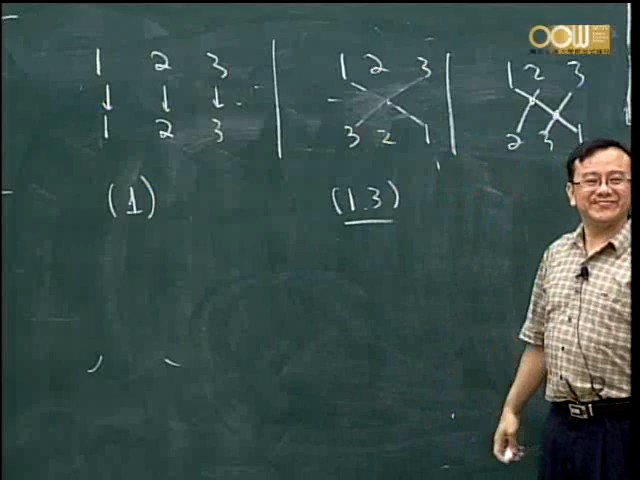 OCW
1 2 3 | 1 2 3 | 1 2 3
↓ ↓ ↓
1 2 3 | 3 2 1 | 2 3 1
(1) (1.3)